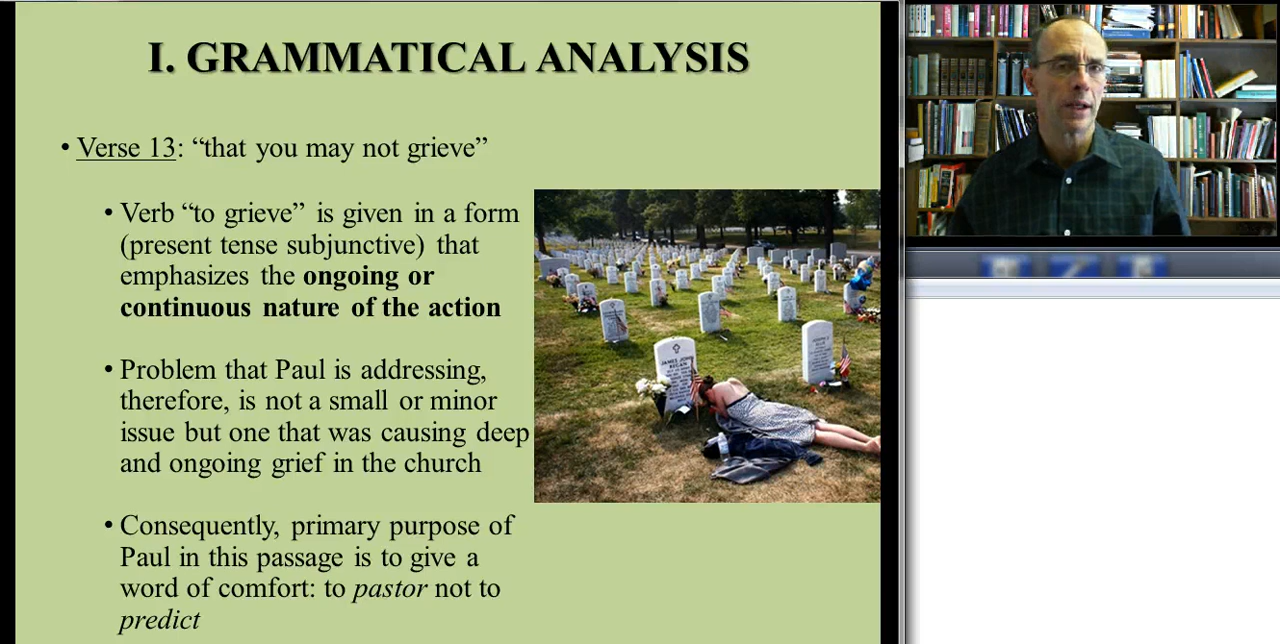 I. GRAMMATICAL ANALYSIS
• Verse 13: “that you may not grieve”
• Verb “to grieve” is given in a form
(present tense subjunctive) that
emphasizes the ongoing or
continuous nature of the action
• Problem that Paul is addressing,
therefore, is not a small or minor
issue but one that was causing deep
and ongoing grief in the church
• Consequently, primary purpose of
Paul in this passage is to give a
word of comfort: to pastor not to
predict